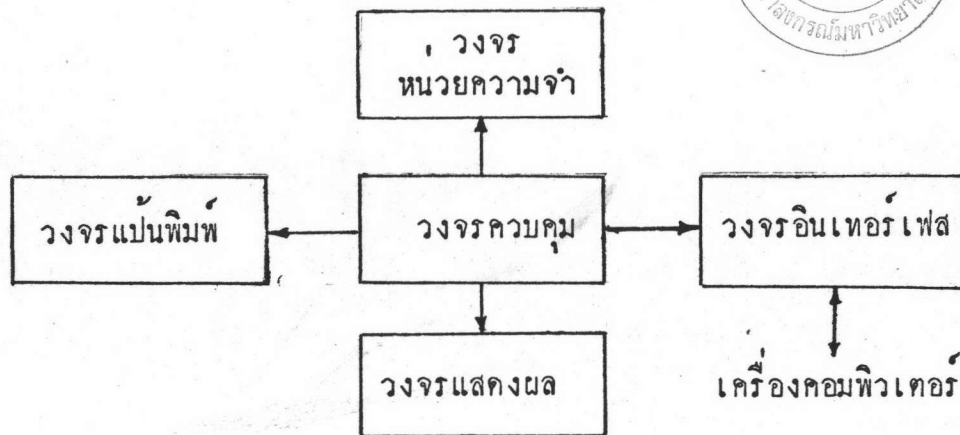 วงจร
หน่วยความจำ
วงจรแป้นพิมพ์
วงจรควบคุม
วงจรอินเทอร์เฟส
วงจรแสดงผล
เครื่องคอมพิวเตอร์